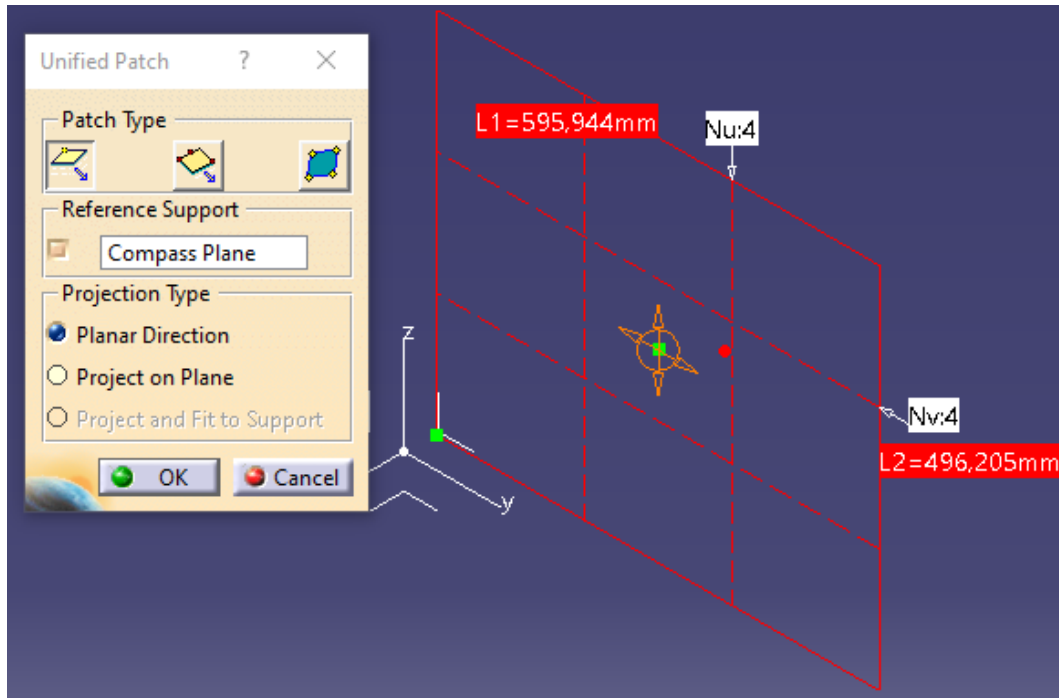 Unified Patch ? ×
Patch Type
Reference Support
Compass Plane
Projection Type
Planar Direction
Project on Plane
Project and Fit to Support
OK Cancel
L1=595,944mm
Nu:4
z
Nv:4
L2=496,205mm
y